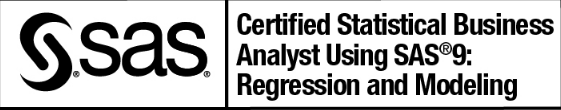 sas®
Certified Statistical Business
Analyst Using SAS®9:
Regression and Modeling